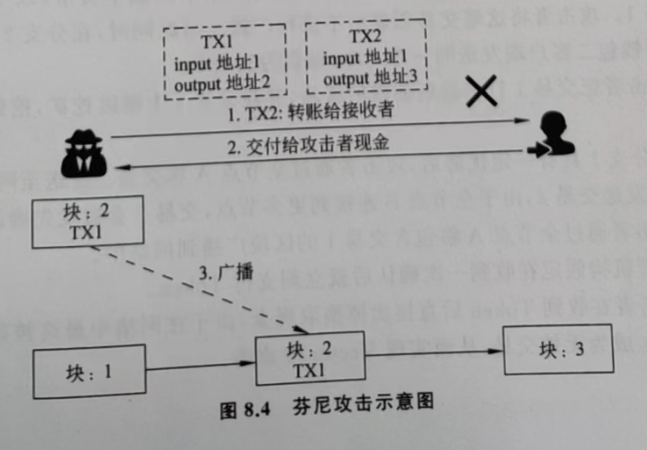 TX1
input 地址1
output 地址2
TX2
input 地址1
output 地址3
1. TX2: 转账给接收者
2. 交付给攻击者现金
块：2
TX1
3. 广播
块：1
块：2
TX1
块：3
图 8.4 芬尼攻击示意图